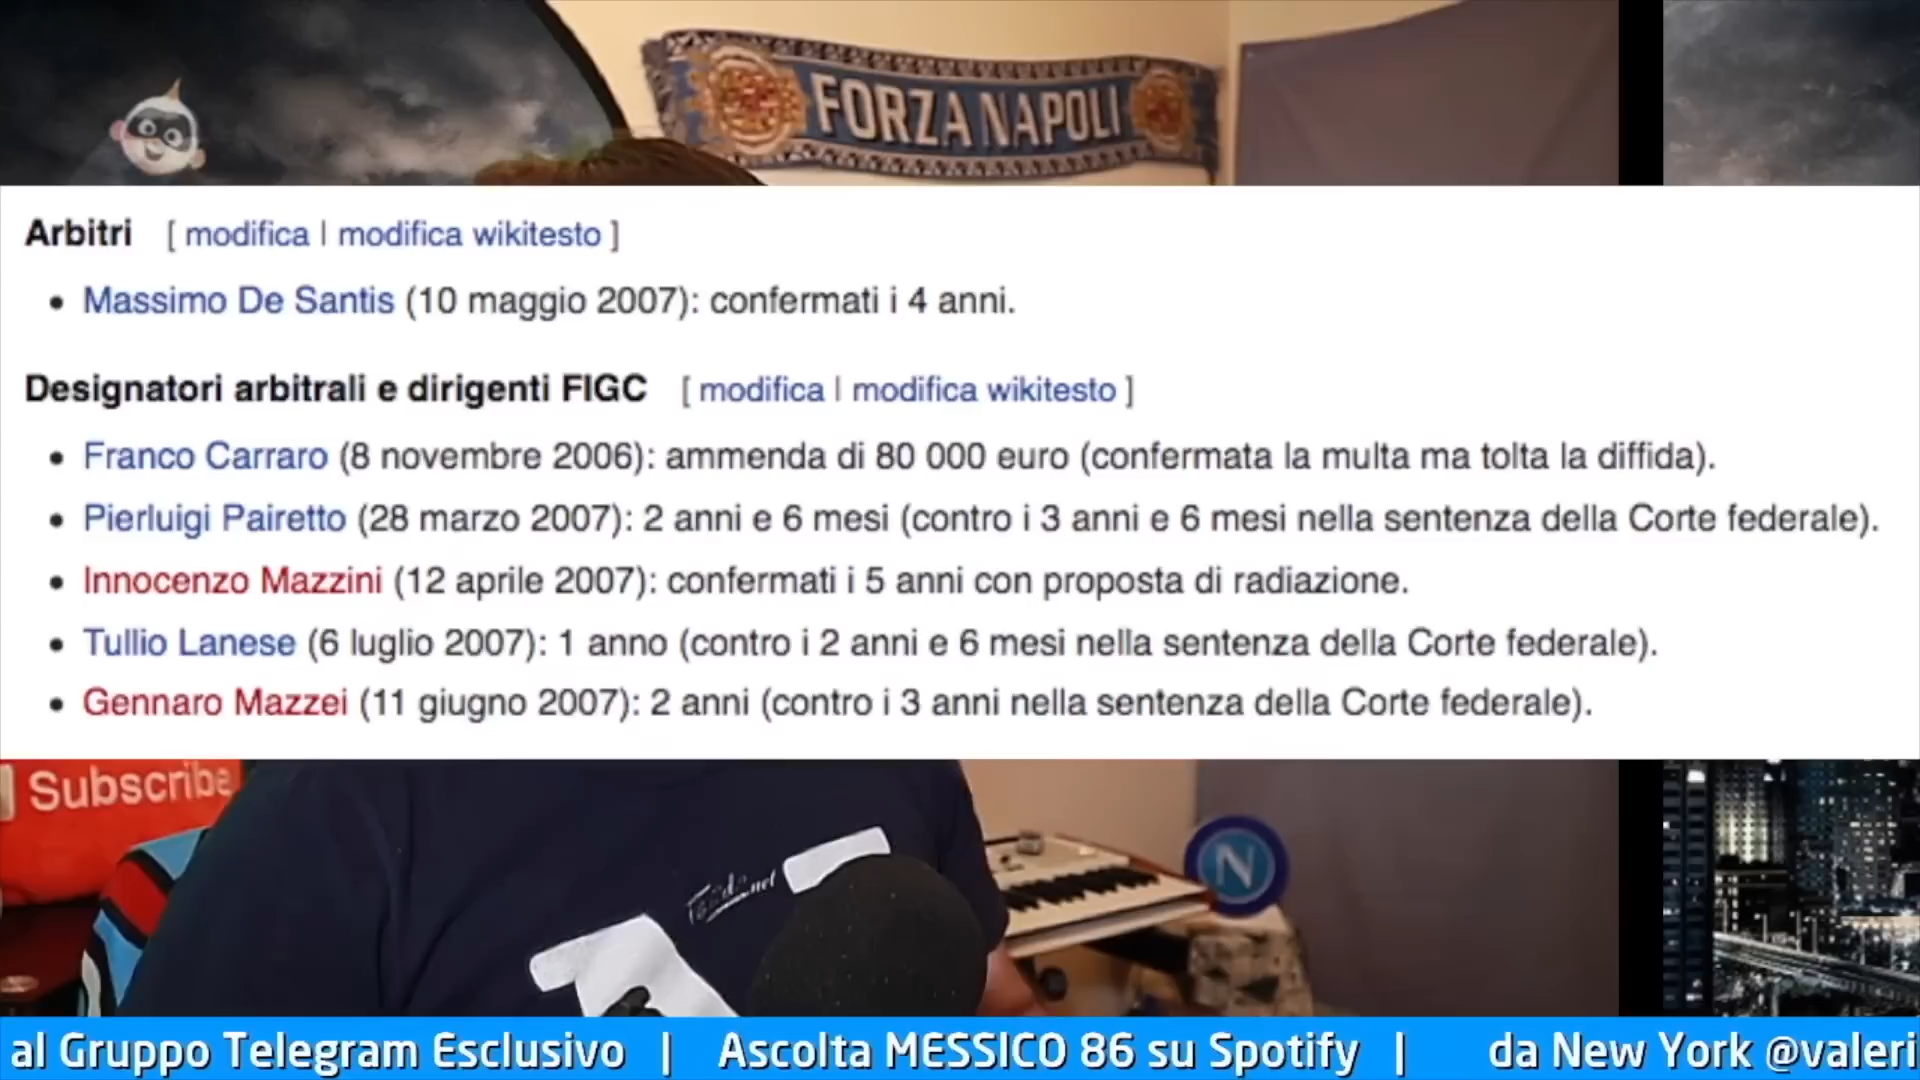 FORZA NAPOLI
Arbitri [ modifica | modifica wikitesto ]
• Massimo De Santis (10 maggio 2007): confermati i 4 anni.
Designatori arbitrali e dirigenti FIGC [ modifica | modifica wikitesto ]
• Franco Carraro (8 novembre 2006): ammenda di 80 000 euro (confermata la multa ma tolta la diffida).
• Pierluigi Pairetto (28 marzo 2007): 2 anni e 6 mesi (contro i 3 anni e 6 mesi nella sentenza della Corte federale).
• Innocenzo Mazzini (12 aprile 2007): confermati i 5 anni con proposta di radiazione.
• Tullio Lanese (6 luglio 2007): 1 anno (contro i 2 anni e 6 mesi nella sentenza della Corte federale).
• Gennaro Mazzei (11 giugno 2007): 2 anni (contro i 3 anni nella sentenza della Corte federale).
Subscribe
N
al Gruppo Telegram Esclusivo | Ascolta MESSICO 86 su Spotify | da New York @valeri